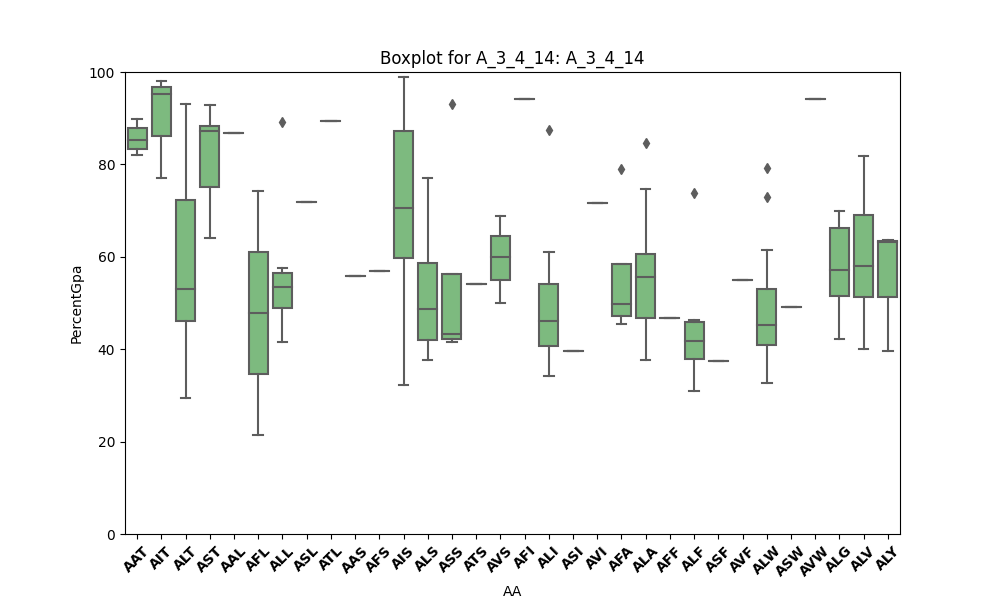 Boxplot for A_3_4_14: A_3_4_14
100
80
60
40
20
0
PercentGpa
AAT AIT ALT AST AAL AFL ALL ASL ATL AAS AFS AIS ALS ASS ATS AVS AFI ALI ASI AVI AFA ALA AFF ALF ASF AVF ALW ASW AVW ALG ALV ALY
AA